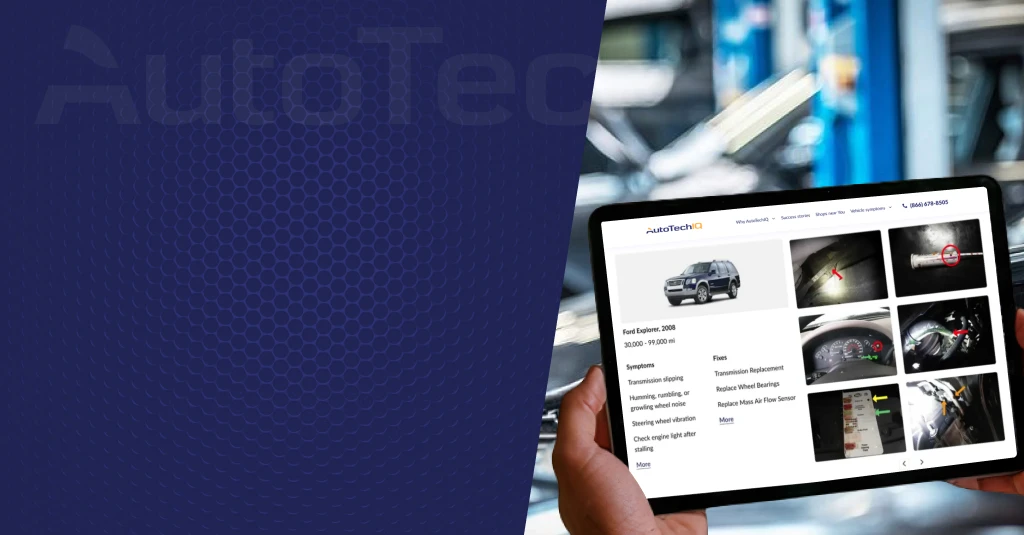 AutoTec
AutoTechIQ
Why AutoTechIQ
Success stories
Shops near You
Vehicle symptoms
(866) 678-8505
Ford Explorer, 2008
30,000 - 99,000 mi
Symptoms
Transmission slipping
Humming, rumbling, or
growling wheel noise
Steering wheel vibration
Check engine light after
stalling
More
Fixes
Transmission Replacement
Replace Wheel Bearings
Replace Mass Air Flow Sensor
More